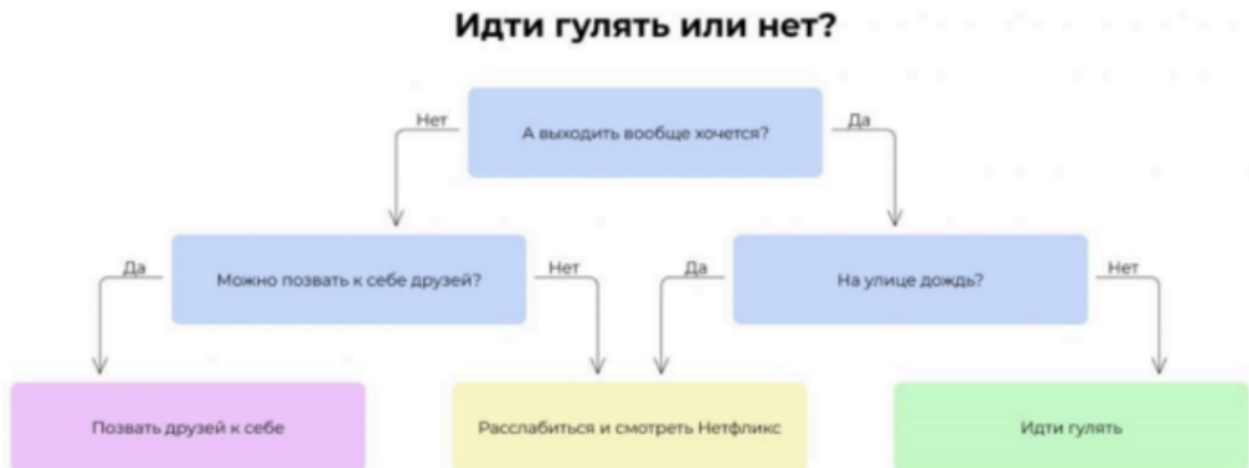 Идти гулять или нет?
Нет
А выходить вообще хочется?
Да
Да
Можно позвать к себе друзей?
Нет
Да
На улице дождь?
Нет
Позвать друзей к себе
Расслабиться и смотреть Нетфликс
Идти гулять